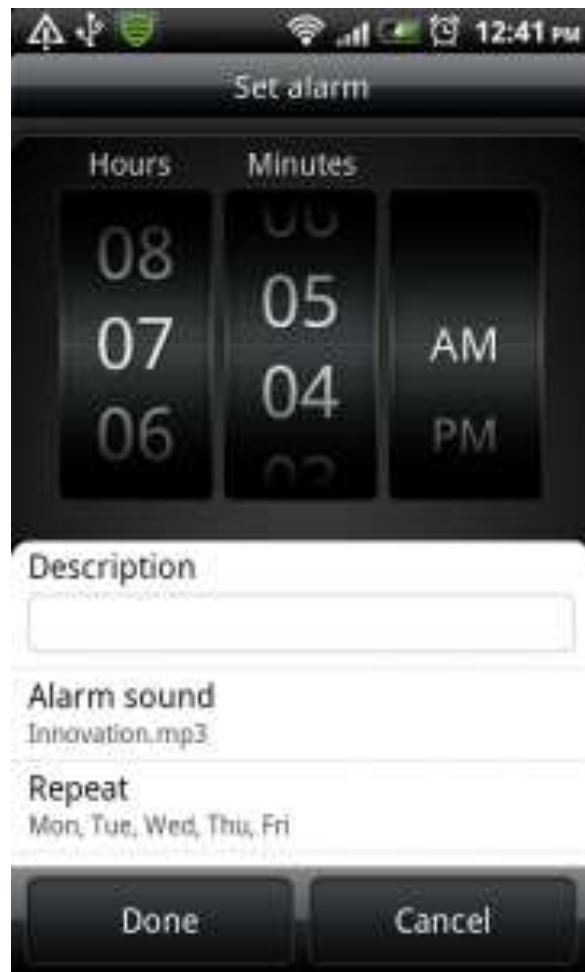 12:41 PM
Set alarm
Hours Minutes
08
05
07 AM
04
06 PM
03
Description
Alarm sound
Innovation.mp3
Repeat
Mon, Tue, Wed, Thu, Fri
Done Cancel